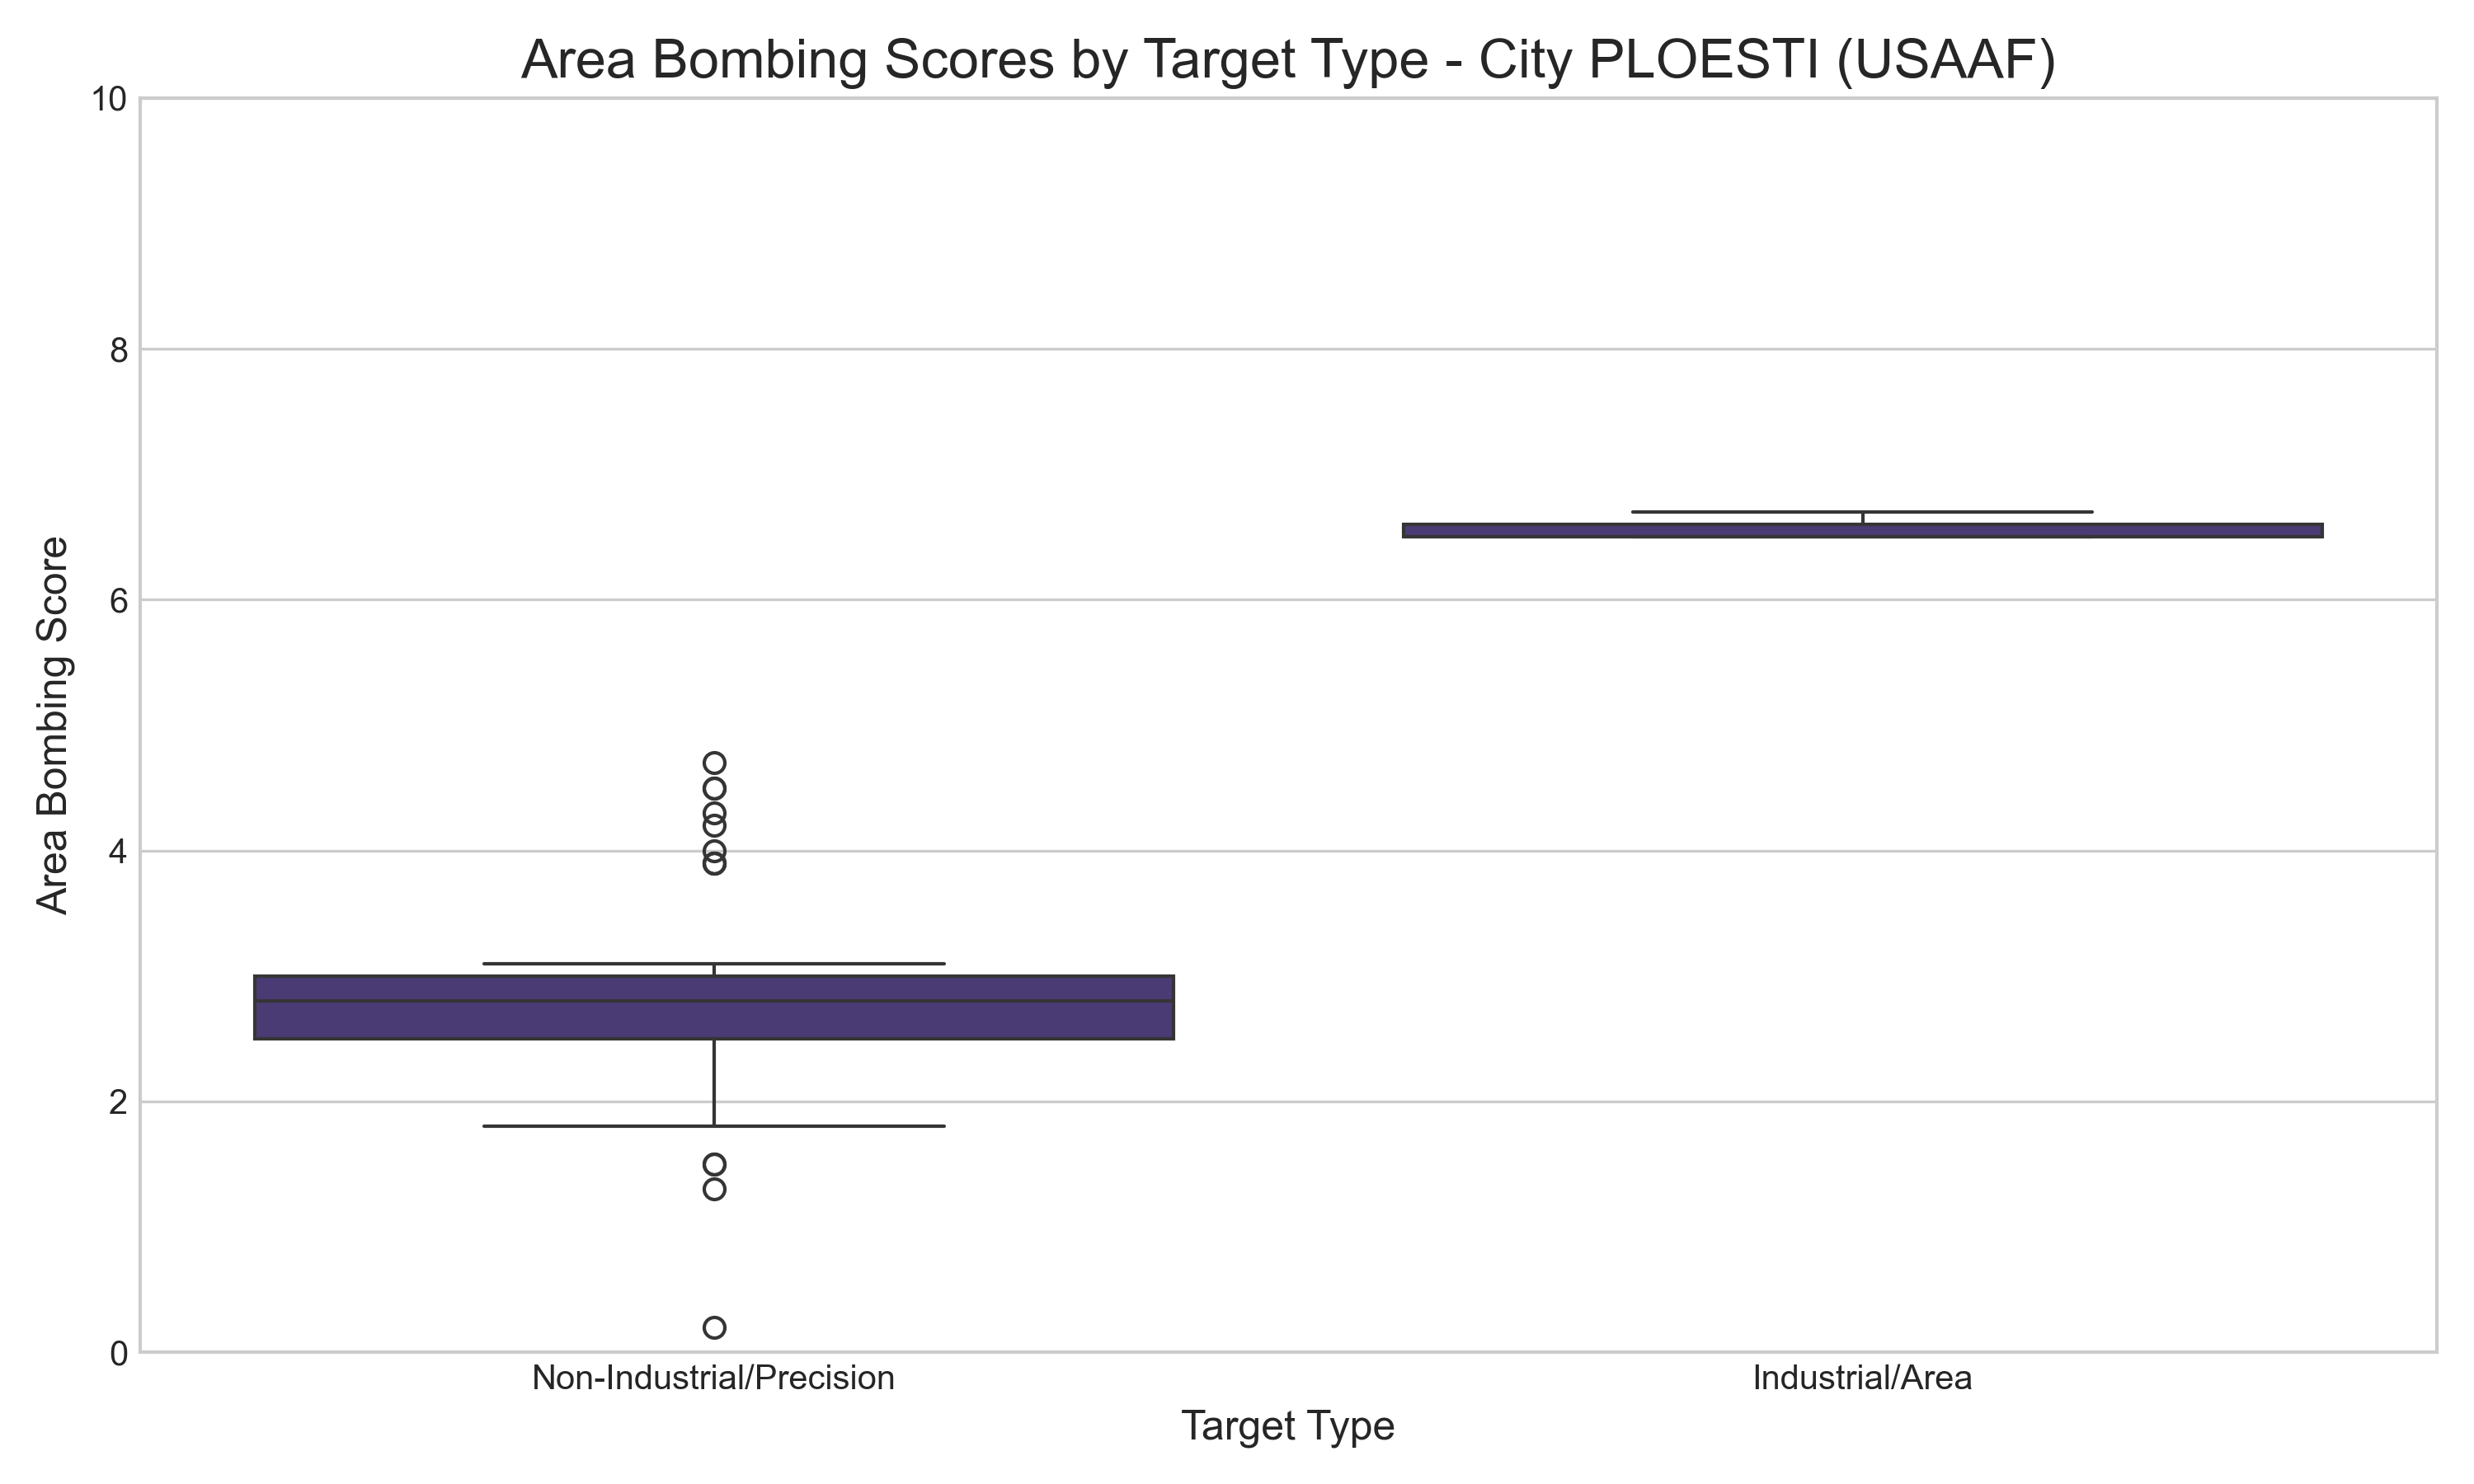 Area Bombing Scores by Target Type - City PLOESTI (USAAF)
10
8
6
4
2
0
Area Bombing Score
Non-Industrial/Precision
Industrial/Area
Target Type